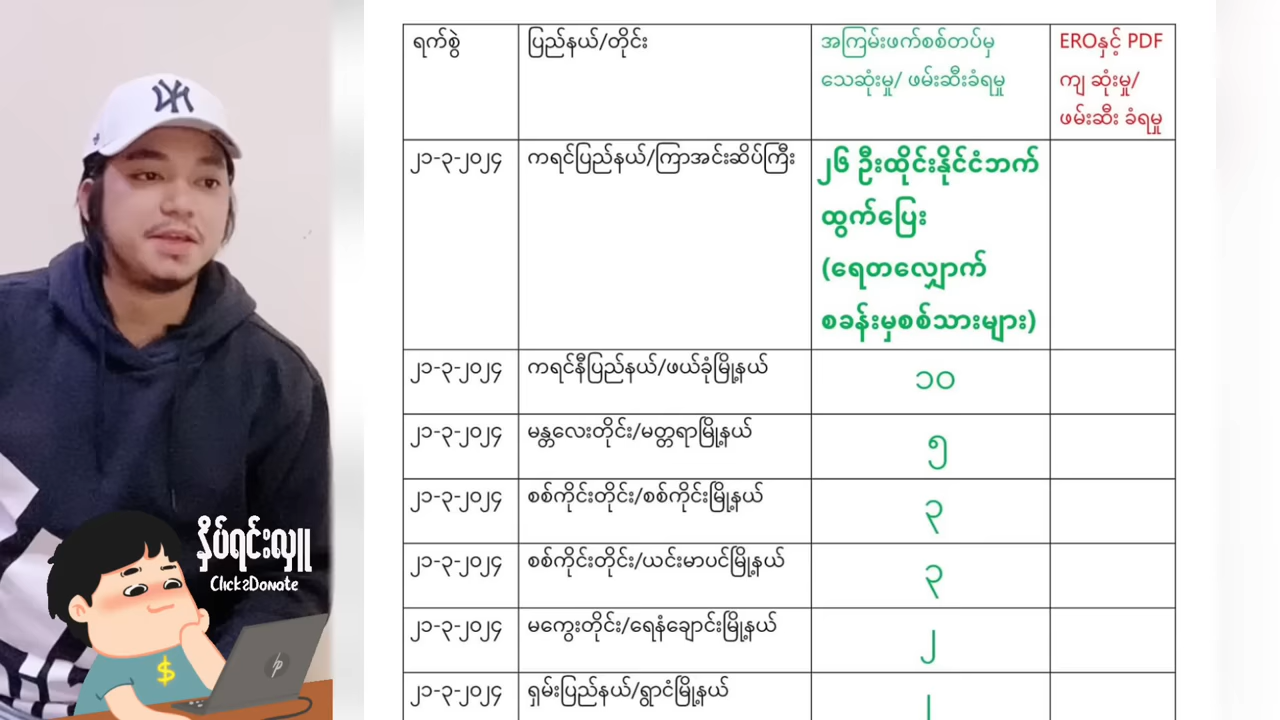 ရက်စွဲ
ပြည်နယ်/တိုင်း
အကြမ်းဖက်စစ်တပ်မှ
သေဆုံးမှု/ ဖမ်းဆီးခံရမှု
EROနှင့် PDF
ကျ ဆုံးမှု/
ဖမ်းဆီး ခံရမှု
၂၁-၃-၂၀၂၄
ကရင်ပြည်နယ်/ကြာအင်းဆိပ်ကြီး
၂၆ ဦးထိုင်းနိုင်ငံဘက်
ထွက်ပြေး
(ရေတလျှောက်
စခန်းမှစစ်သားများ)
၂၁-၃-၂၀၂၄
ကရင်နီပြည်နယ်/ဖယ်ခုံမြို့နယ်
၁၀
၂၁-၃-၂၀၂၄
မန္တလေးတိုင်း/မတ္တရာမြို့နယ်
၅
၂၁-၃-၂၀၂၄
စစ်ကိုင်းတိုင်း/စစ်ကိုင်းမြို့နယ်
၃
၂၁-၃-၂၀၂၄
စစ်ကိုင်းတိုင်း/ယင်းမာပင်မြို့နယ်
၃
၂၁-၃-၂၀၂၄
မကွေးတိုင်း/ရေနံချောင်းမြို့နယ်
၂
၂၁-၃-၂၀၂၄
ရှမ်းပြည်နယ်/ရွာငံမြို့နယ်
နှိပ်ရင်းလှူ
Click2Donate
$
hp
NY